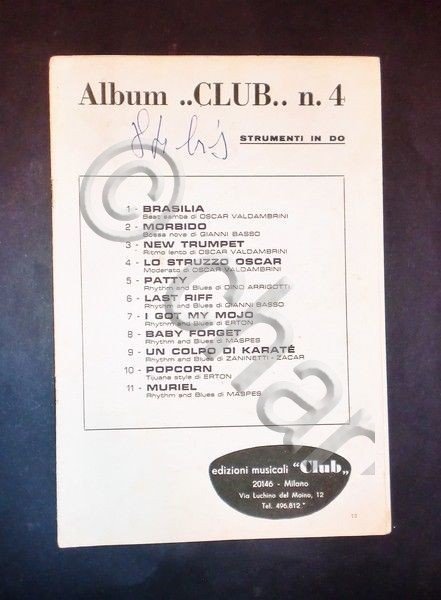 Album ..CLUB.. n. 4
STRUMENTI IN DO
1 - BRASILIA
Beat samba di OSCAR VALDAMBRINI
2 - MORBIDO
Bossa nova di GIANNI BASSO
3 - NEW TRUMPET
Ritmo lento di OSCAR VALDAMBRINI
4 - LO STRUZZO OSCAR
Moderato di OSCAR VALDAMBRINI
5 - PATTY
Rhythm and Blues di DINO ARRIGOTTI
6 - LAST RIFF
Rhythm and Blues di GIANNI BASSO
7 - I GOT MY MOJO
Rhythm and Blues di ERTON
8 - BABY FORGET
Rhythm and Blues di MASPES
9 - UN COLPO DI KARATÉ
Rhythm and Blues di ZANINETTI - ZACAR
10 - POPCORN
Tijuana style di ERTON
11 - MURIEL
Rhythm and Blues di MASPES
edizioni musicali "Club„
20146 - Milano
Via Luchino del Moino, 12
Tel. 496.812